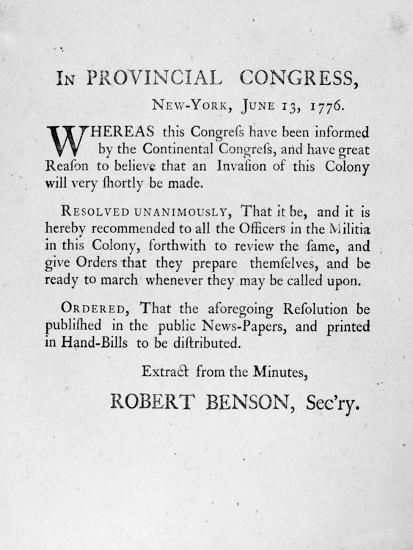 In PROVINCIAL CONGRESS,
New-York, June 13, 1776.
WHEREAS this Congreſs have been informed
by the Continental Congreſs, and have great
Reaſon to believe that an Invaſion of this Colony
will very ſhortly be made.
Resolved unanimously, That it be, and it is
hereby recommended to all the Officers in the Militia
in this Colony, forthwith to review the ſame, and
give Orders that they prepare themſelves, and be
ready to march whenever they may be called upon.
Ordered, That the aforegoing Reſolution be
publiſhed in the public News-Papers, and printed
in Hand-Bills to be diſtributed.
Extract from the Minutes,
ROBERT BENSON, Sec'ry.